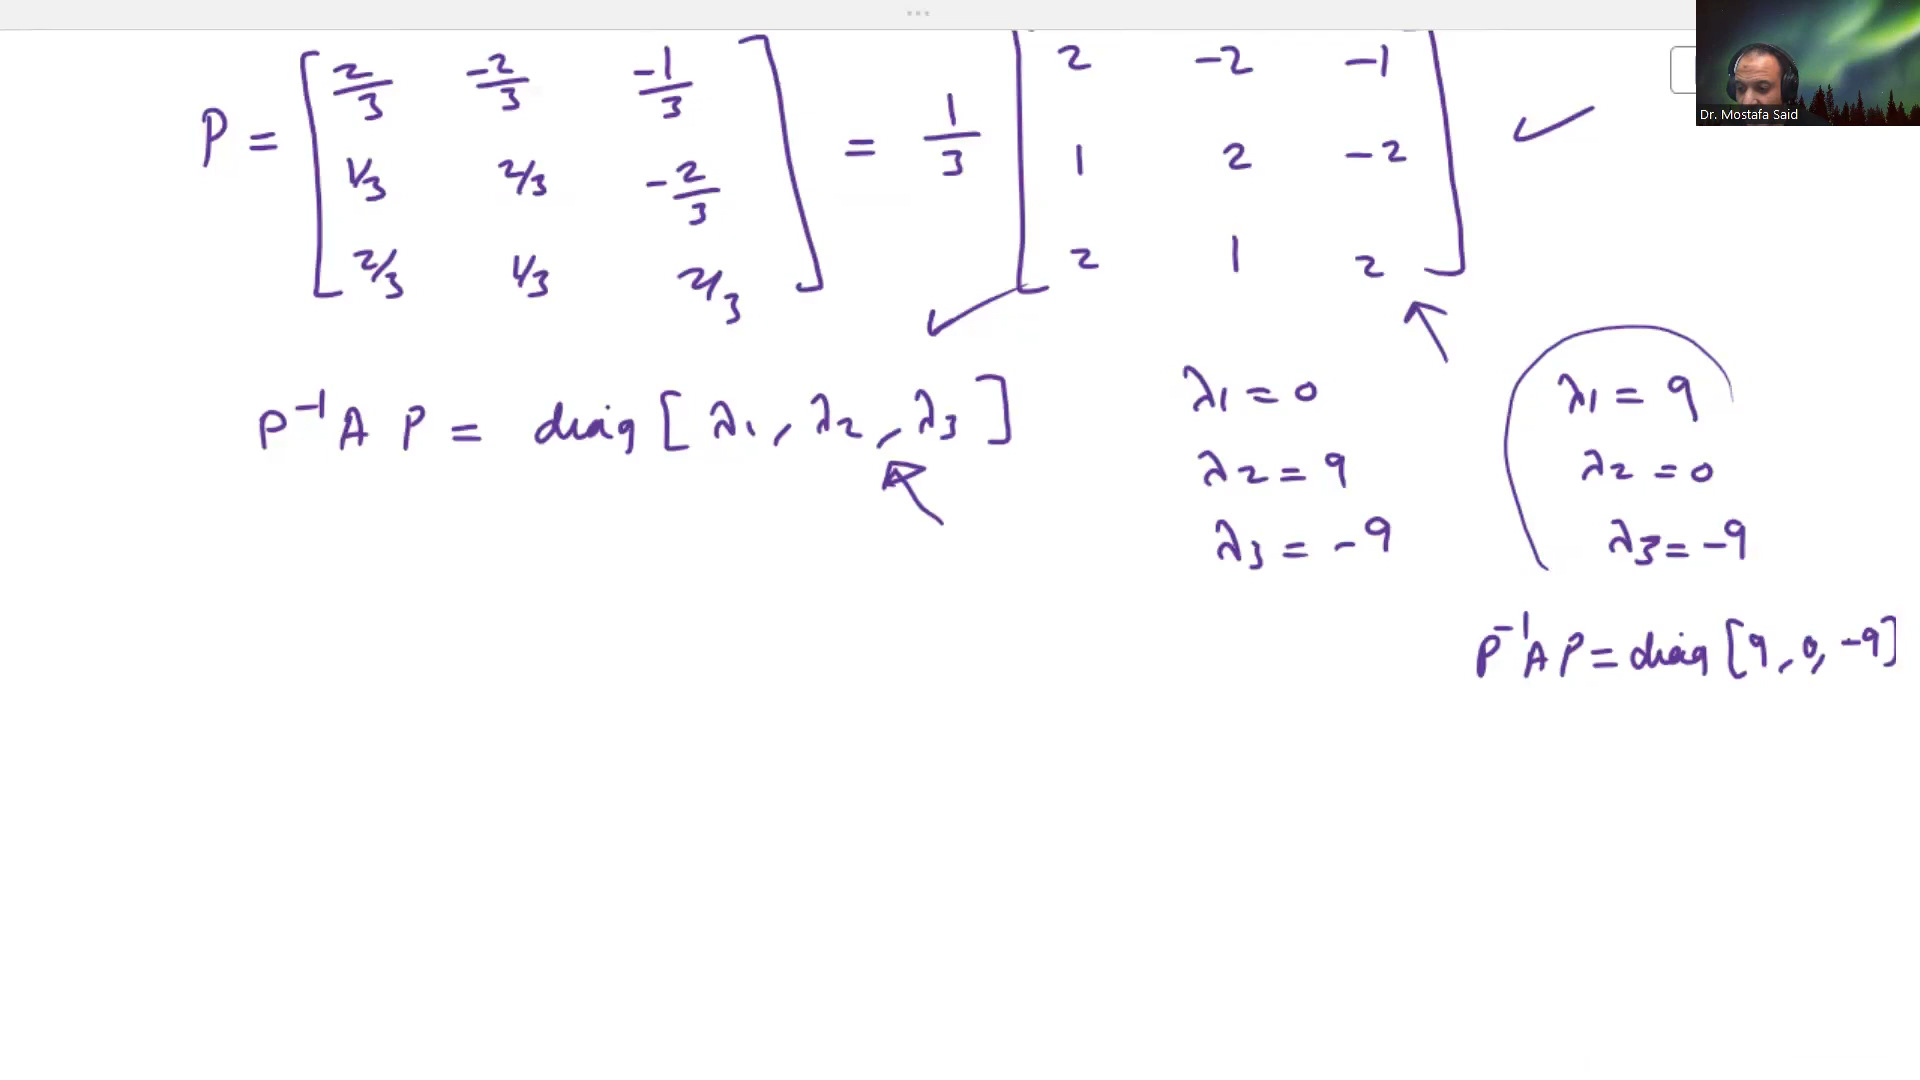 Dr. Mostafa Said
P = [ 2/3 -2/3 -1/3 ] = 1/3 [ 2 -2 -1 ]
1/3 2/3 -2/3 1 2 -2
2/3 1/3 2/3 2 1 2
P⁻¹ A P = diag [ λ1 , λ2 , λ3 ]
λ1 = 0
λ2 = 9
λ3 = -9
λ1 = 9
λ2 = 0
λ3 = -9
P⁻¹ A P = diag [ 9 , 0 , -9 ]